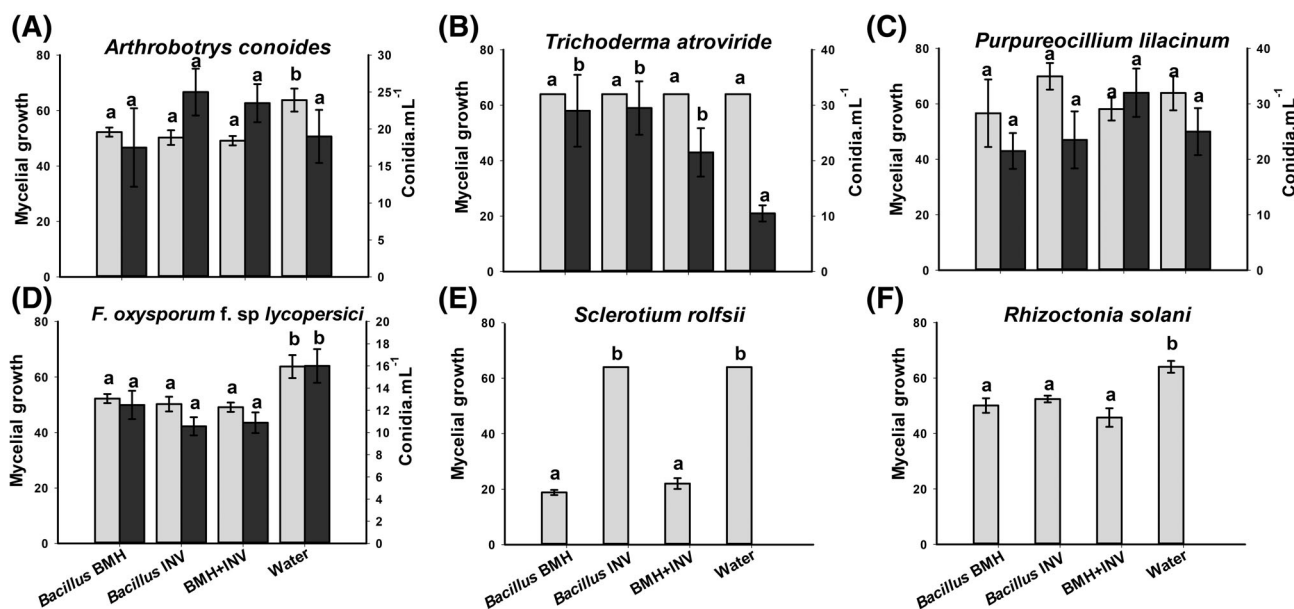 (A)
Arthrobotrys conoides
Mycelial growth
80
60
40
20
0
a a a a a a b a
30
25
20
15
10
5
0
Conidia.mL-1
(B)
Trichoderma atroviride
Mycelial growth
80
60
40
20
0
a b a b a b a a
40
30
20
10
0
Conidia.mL-1
(C)
Purpureocillium lilacinum
Mycelial growth
80
60
40
20
0
a a a a a a a a
40
30
20
10
0
Conidia.mL-1
(D)
F. oxysporum f. sp lycopersici
Mycelial growth
80
60
40
20
0
a a a a a a b b
20
18
16
14
12
10
8
6
4
2
0
Conidia.mL-1
Bacillus BMH
Bacillus INV
BMH+INV
Water
(E)
Sclerotium rolfsii
Mycelial growth
80
60
40
20
0
a b a b
Bacillus BMH
Bacillus INV
BMH+INV
Water
(F)
Rhizoctonia solani
Mycelial growth
80
60
40
20
0
a a a b
Bacillus BMH
Bacillus INV
BMH+INV
Water